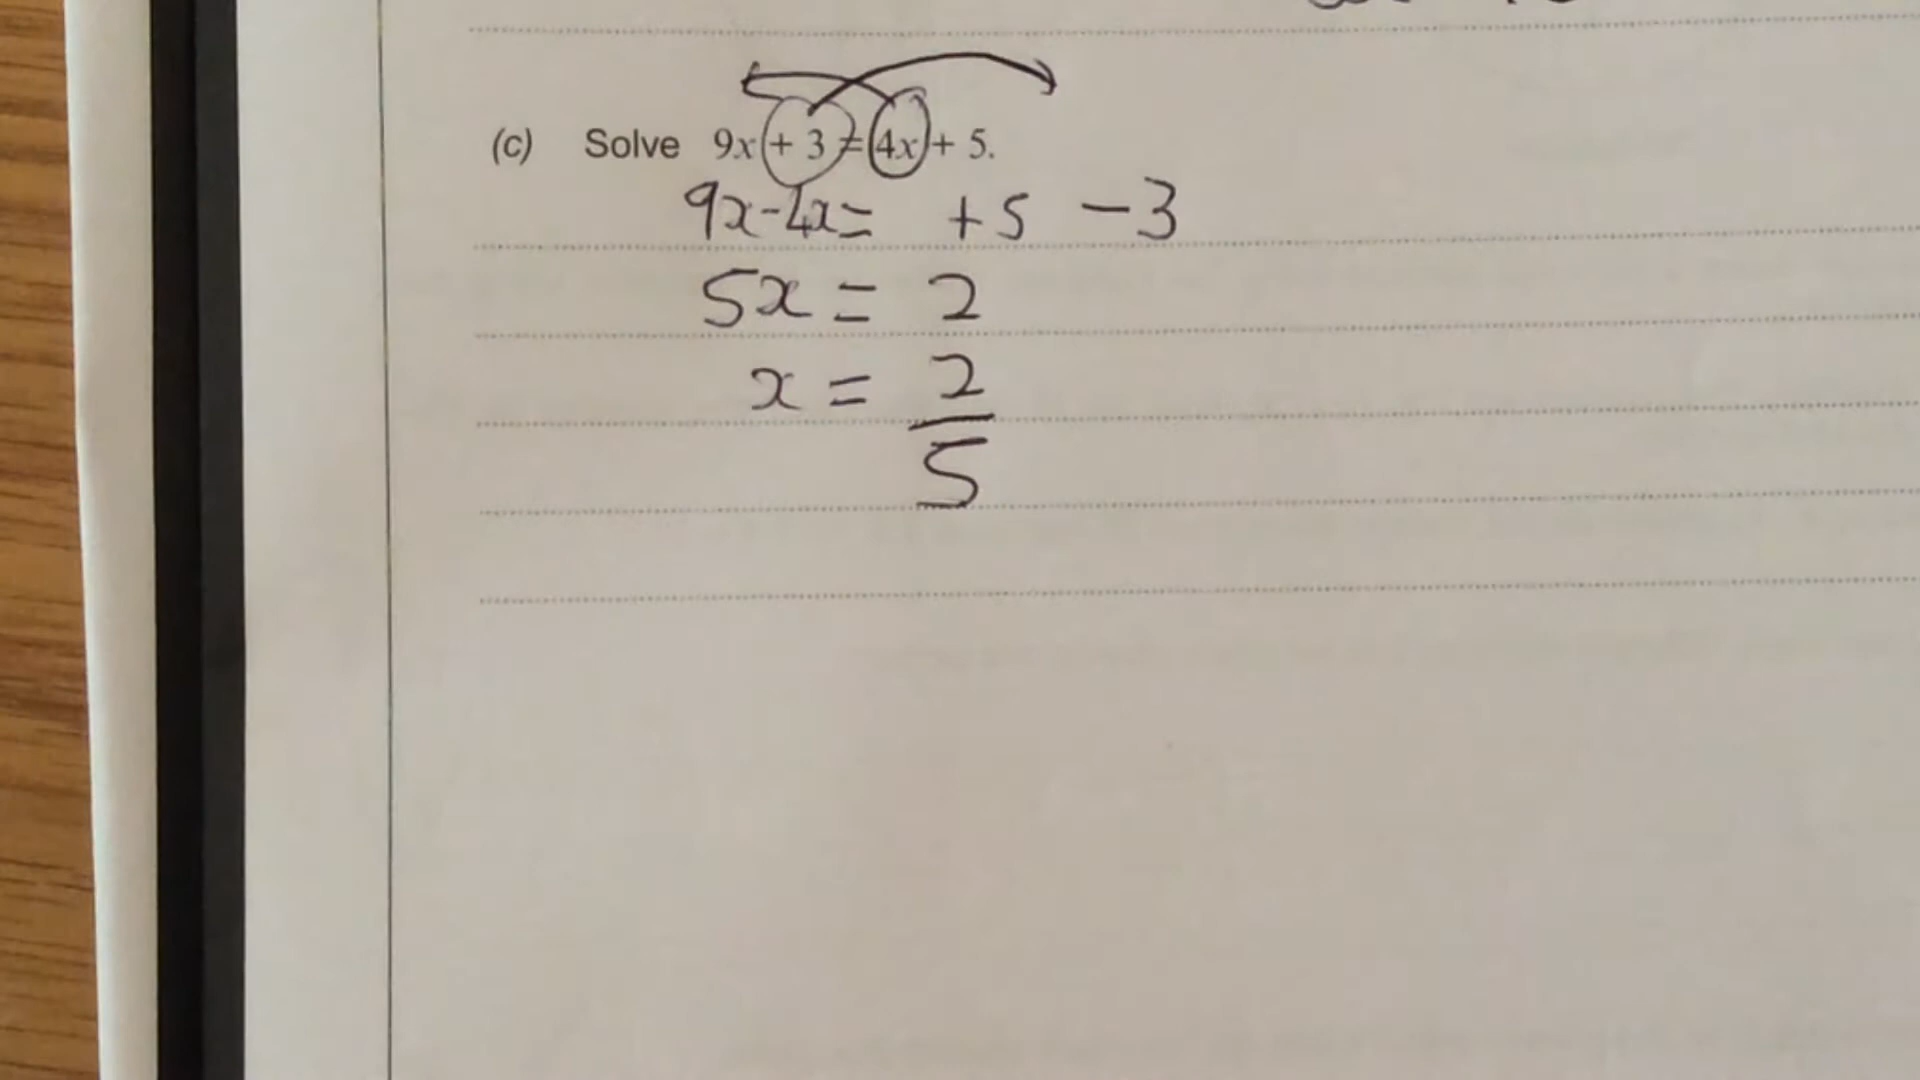 (c) Solve 9x + 3 = 4x + 5.
9x - 4x = + 5 - 3
5x = 2
x = 2/5